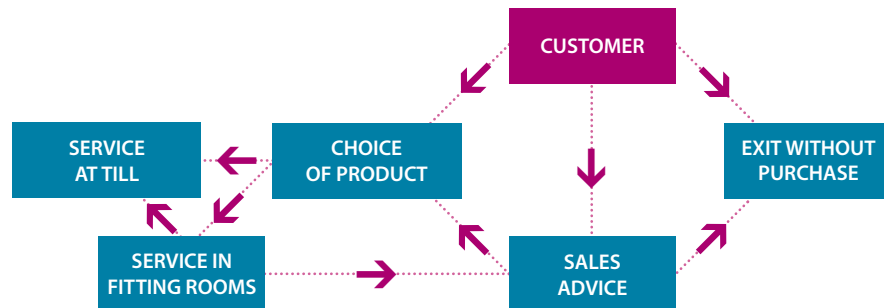 CUSTOMER
SERVICE
AT TILL
CHOICE
OF PRODUCT
EXIT WITHOUT
PURCHASE
SERVICE IN
FITTING ROOMS
SALES
ADVICE